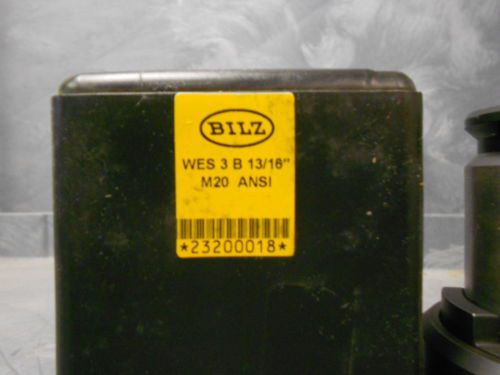 BILZ
WES 3 B 13/16"
M20 ANSI
*23200018*